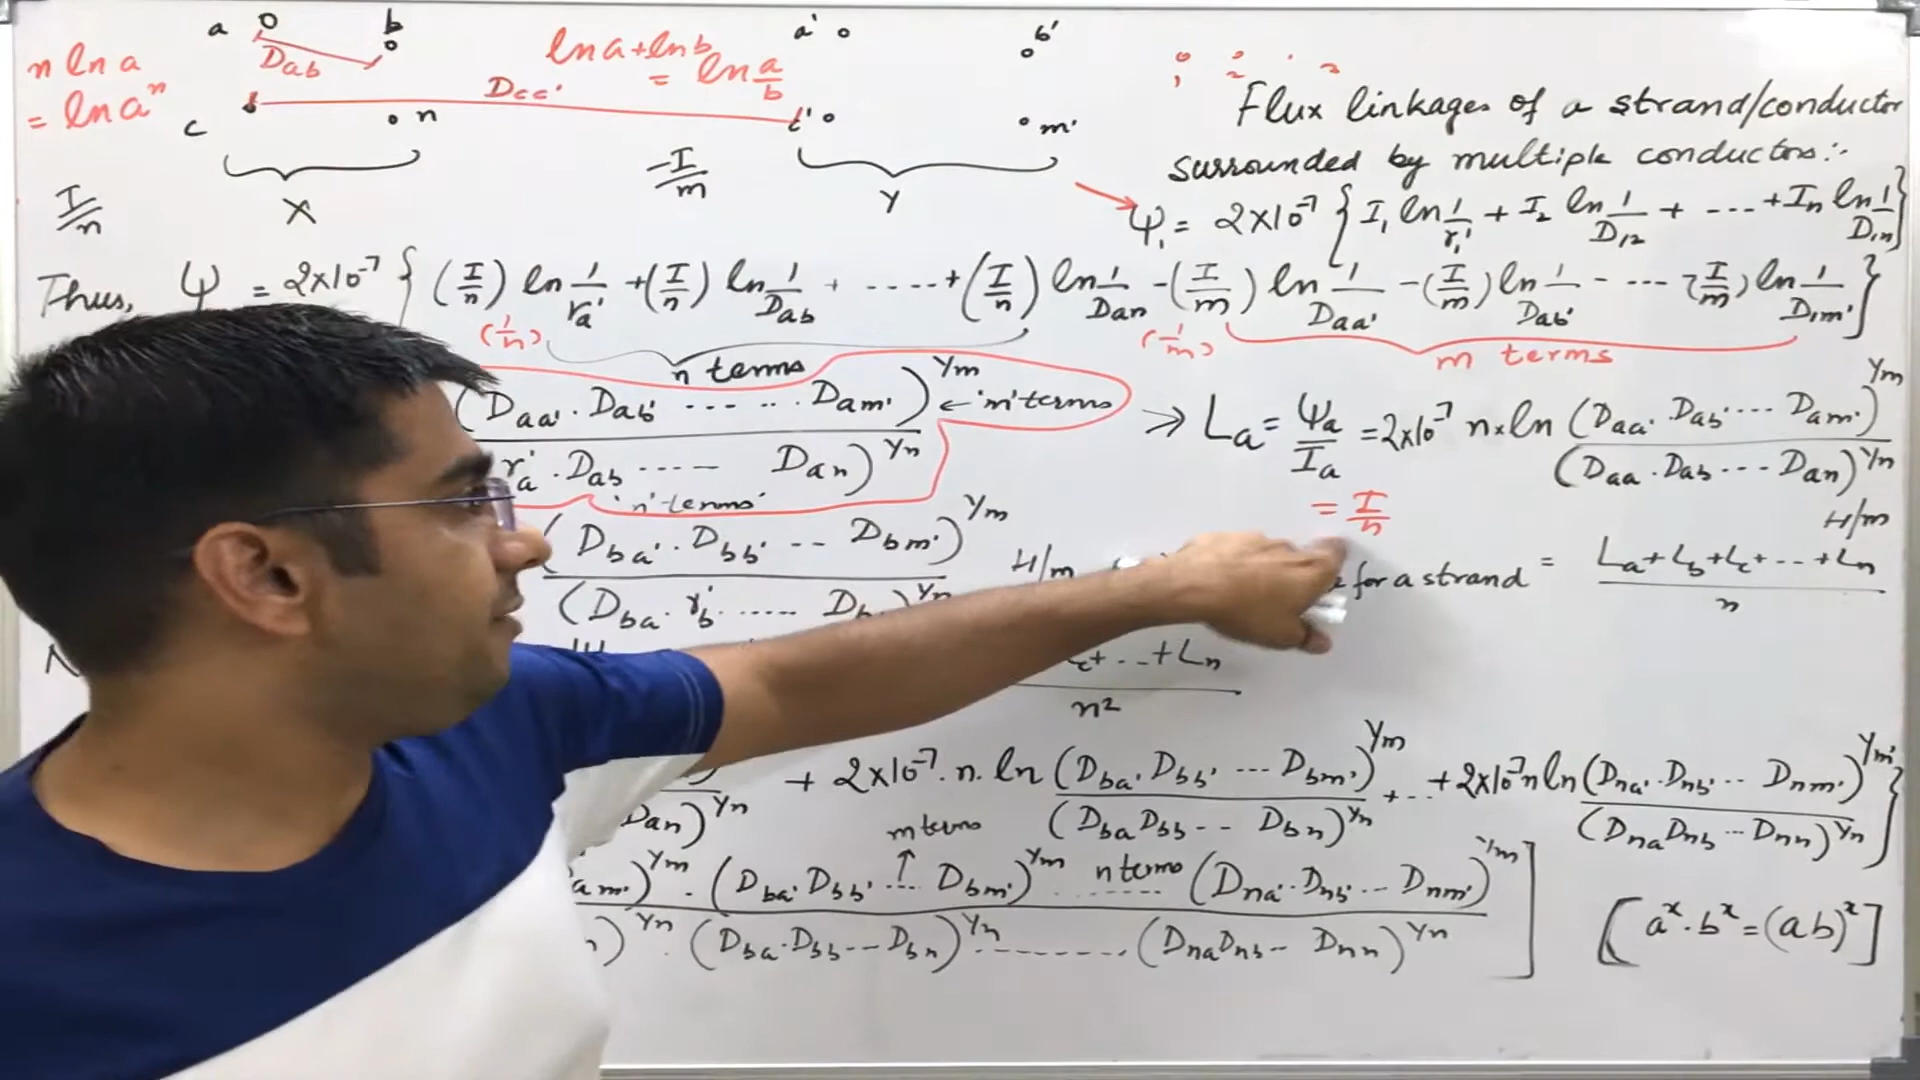 n ln a
= ln aⁿ
a
b
Dab
ln a + ln b
= ln a/b
Dcc'
c
n
a'
b'
c'
m'
X
Y
I/n
-I/m
Flux linkages of a strand/conductor
surrounded by multiple conductors:-
Ψ₁ = 2×10⁻⁷ { I₁ ln 1/r₁' + I₂ ln 1/D₁₂ + ---- + Iₙ ln 1/D₁ₙ }
Thus, Ψ = 2×10⁻⁷ { (I/n) ln 1/ra' + (I/n) ln 1/Dab + ---- + (I/n) ln 1/Dan - (I/m) ln 1/Daa' - (I/m) ln 1/Dab' - --- - (I/m) ln 1/D1m' }
(1/n)
n terms
(1/m)
m terms
(Daa'.Dab' ------ Dam')^1/m ← 'm' terms
ra'.Dab ----- Dan)^1/n
'n' terms
→ La = Ψa/Ia = 2×10⁻⁷ n×ln (Daa'.Dab' ---- Dam')^1/m / (Daa.Dab --- Dan)^1/n H/m
= I/n
(Dba'.Dbb' -- Dbm')^1/m / (Dba.rb' ----- Db )^1/n H/m
for a strand = La+Lb+Lc+---+Ln / n
+ --- + Ln / n²
Dan)^1/n + 2×10⁻⁷.n.ln (Dba'.Dbb' --- Dbm')^1/m / (Dba Dbb -- Dbn)^1/n + -- + 2×10⁻⁷ n ln (Dna'.Dnb' -- Dnm')^1/m / (Dna Dnb -- Dnn)^1/n }
m terms
am')^1/m . (Dba' Dbb' --- Dbm')^1/m ------ n terms (Dna'.Dnb' --- Dnm')^1/m ]
)^1/n . (Dba.Dbb -- Dbn)^1/n -------- (Dna Dnb - Dnn)^1/n
[aˣ.bˣ = (ab)ˣ]